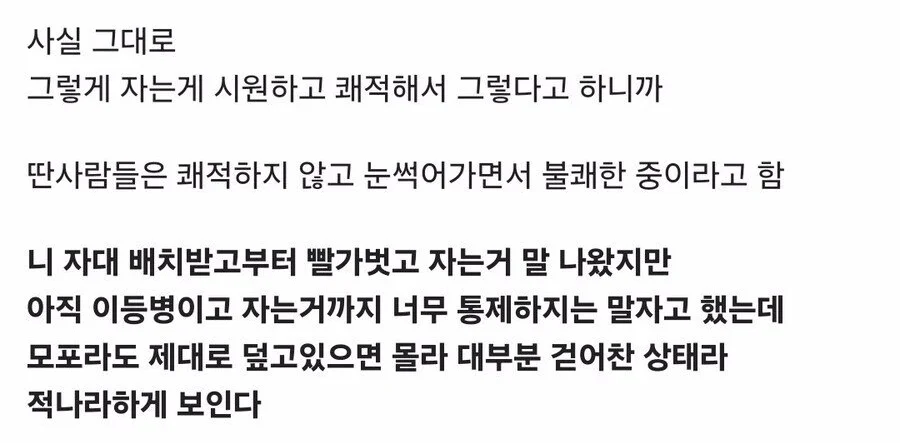 사실 그대로
그렇게 자는게 시원하고 쾌적해서 그렇다고 하니까
딴사람들은 쾌적하지 않고 눈썩어가면서 불쾌한 중이라고 함
니 자대 배치받고부터 빨가벗고 자는거 말 나왔지만
아직 이등병이고 자는거까지 너무 통제하지는 말자고 했는데
모포라도 제대로 덮고있으면 몰라 대부분 걷어찬 상태라
적나라하게 보인다